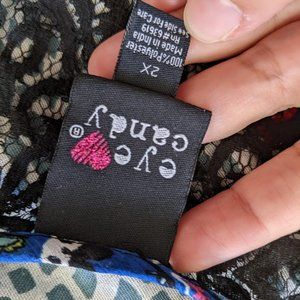 eye
candy®
2X
100% Polyester
Made in India
Rn#63619
See side for Care